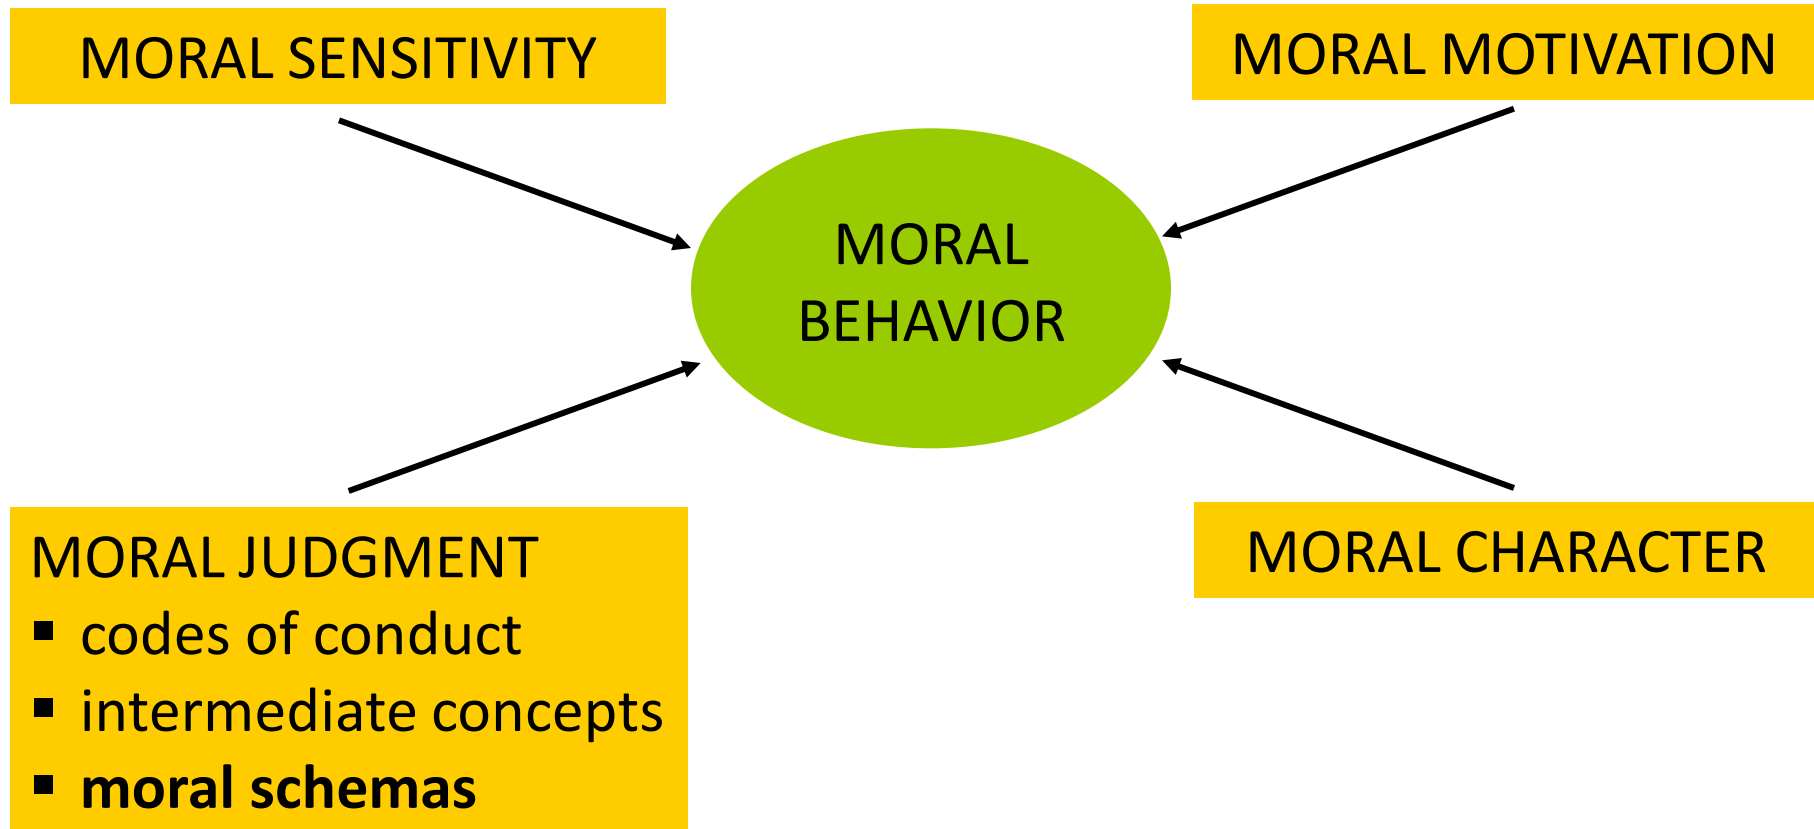 MORAL SENSITIVITY
MORAL MOTIVATION
MORAL
BEHAVIOR
MORAL JUDGMENT
▪ codes of conduct
▪ intermediate concepts
▪ moral schemas
MORAL CHARACTER